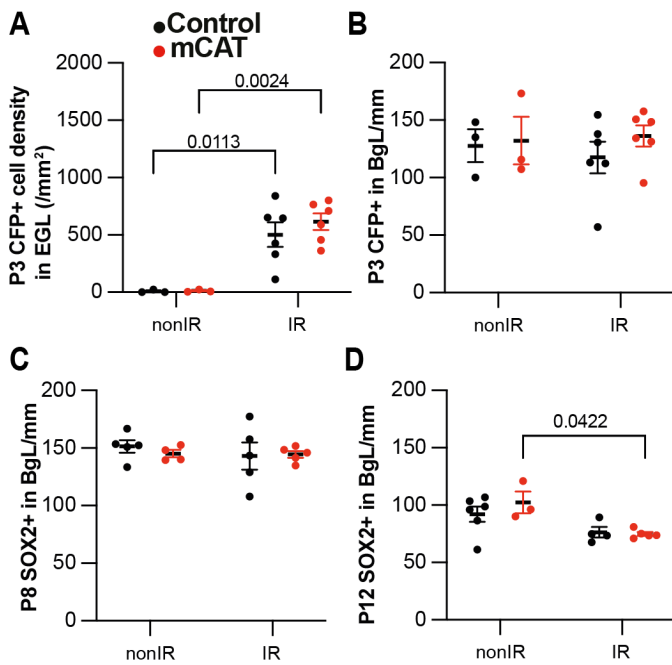 A
Control
mCAT
P3 CFP+ cell density
in EGL (/mm²)
2000
1500
1000
500
0
0.0024
0.0113
nonIR
IR
B
P3 CFP+ in BgL/mm
200
150
100
50
0
nonIR
IR
C
P8 SOX2+ in BgL/mm
200
150
100
50
0
nonIR
IR
D
P12 SOX2+ in BgL/mm
200
150
100
50
0
0.0422
nonIR
IR